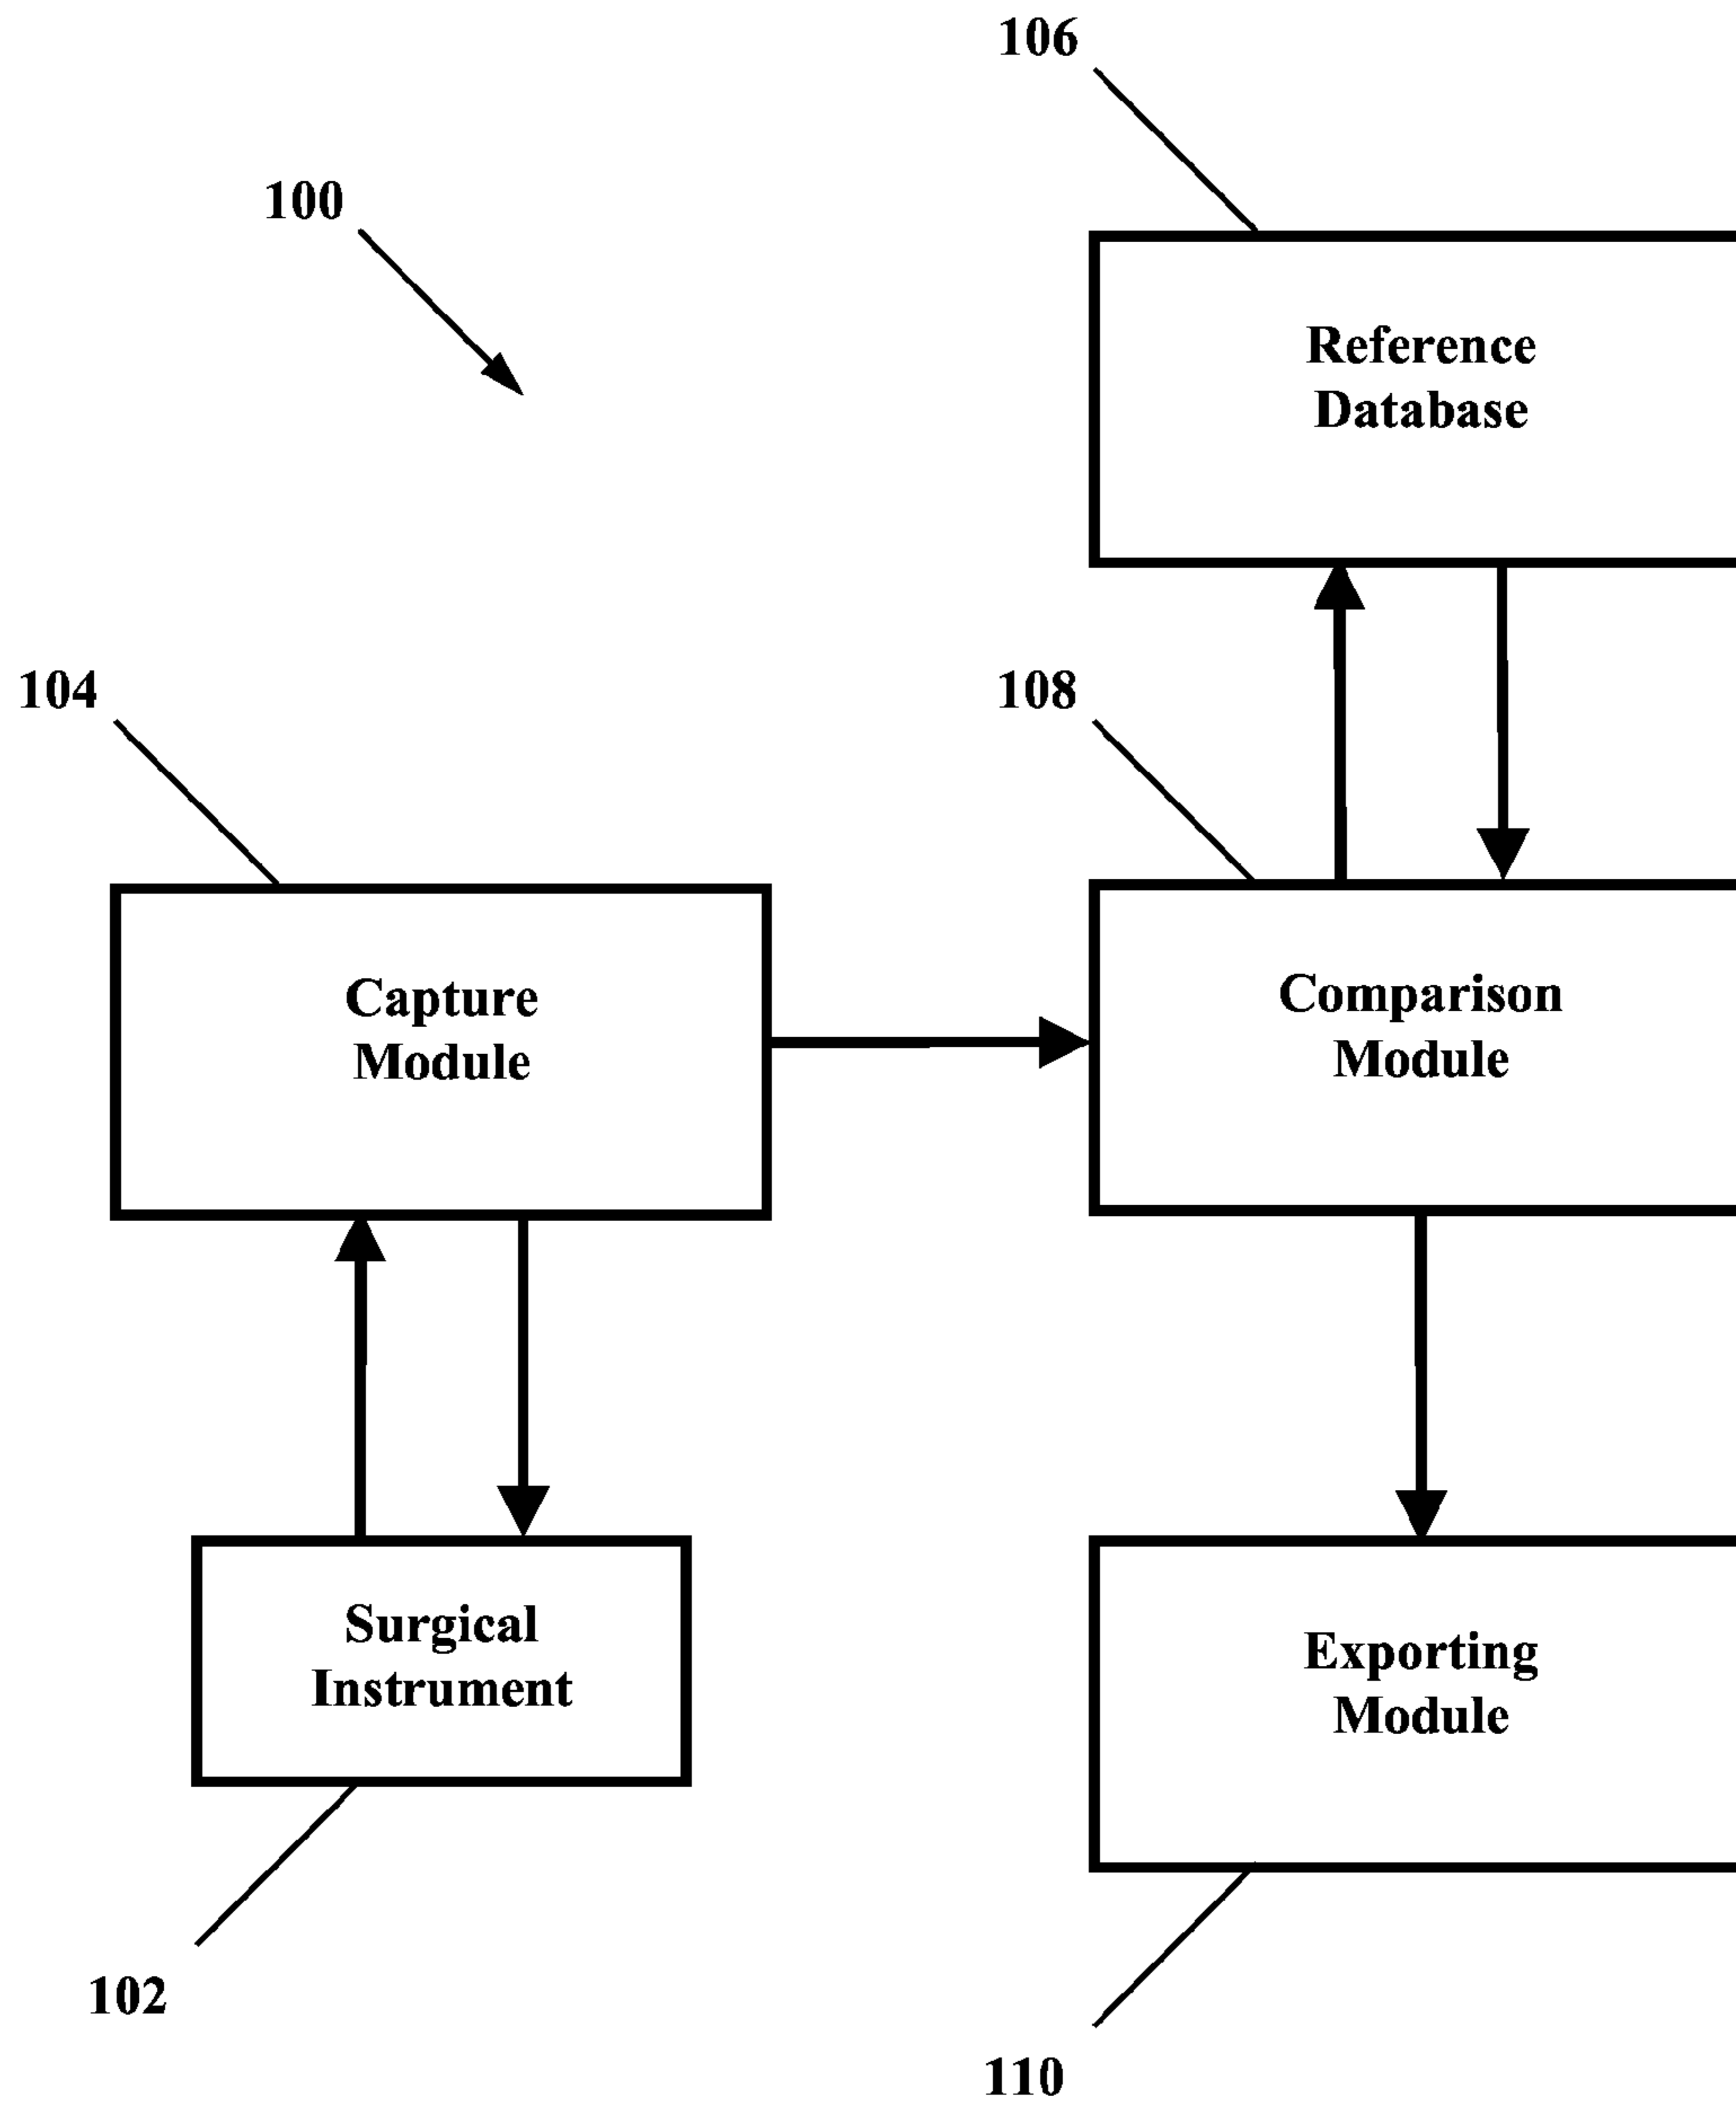 106
100
Reference
Database
104
108
Capture
Module
Comparison
Module
Surgical
Instrument
Exporting
Module
102
110